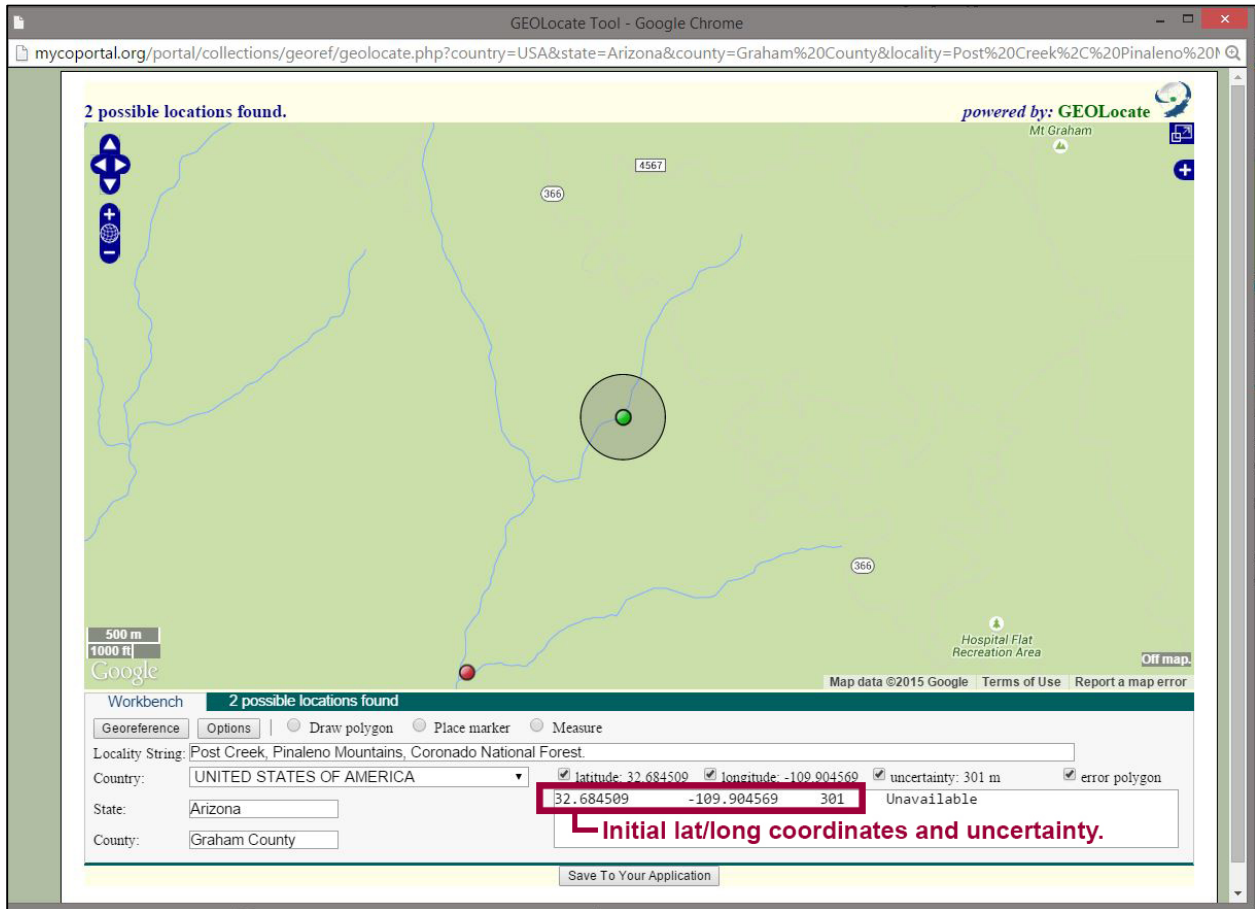 GEOLocate Tool - Google Chrome
mycoportal.org/portal/collections/georef/geolocate.php?country=USA&state=Arizona&county=Graham%20County&locality=Post%20Creek%2C%20Pinaleno%20M
2 possible locations found.
powered by: GEOLocate
Mt Graham
4567
366
366
Hospital Flat
Recreation Area
500 m
1000 ft
Google
Off map.
Map data ©2015 Google Terms of Use Report a map error
Workbench 2 possible locations found
Georeference Options | Draw polygon Place marker Measure
Locality String: Post Creek, Pinaleno Mountains, Coronado National Forest.
Country: UNITED STATES OF AMERICA latitude: 32.684509 longitude: -109.904569 uncertainty: 301 m error polygon
32.684509 -109.904569 301 Unavailable
State: Arizona
Initial lat/long coordinates and uncertainty.
County: Graham County
Save To Your Application